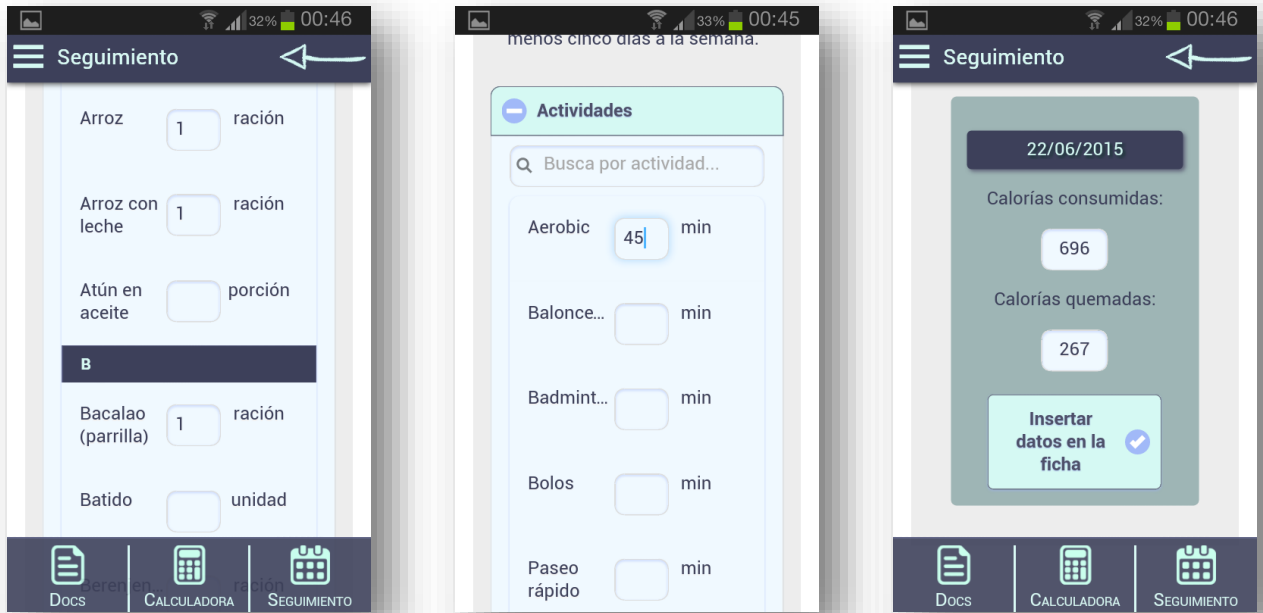 32% 00:46
Seguimiento
Arroz 1 ración
Arroz con
leche 1 ración
Atún en
aceite porción
B
Bacalao
(parrilla) 1 ración
Batido unidad
Beren en... ración
DOCS CALCULADORA SEGUIMIENTO
33% 00:45
menos cinco días a la semana.
Actividades
Busca por actividad...
Aerobic 45 min
Balonce... min
Badmint... min
Bolos min
Paseo
rápido min
32% 00:46
Seguimiento
22/06/2015
Calorías consumidas:
696
Calorías quemadas:
267
Insertar
datos en la
ficha
DOCS CALCULADORA SEGUIMIENTO